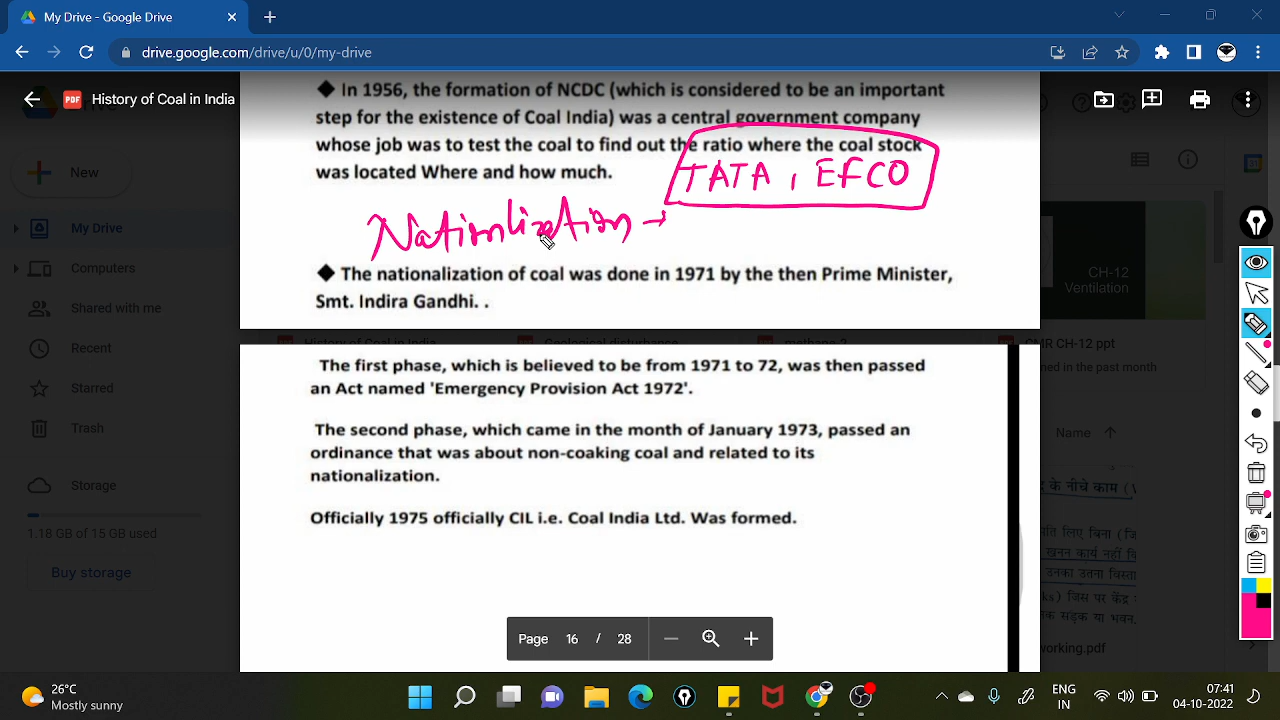 My Drive - Google Drive
drive.google.com/drive/u/0/my-drive
PDF History of Coal in India
New
My Drive
Computers
Shared with me
Recent
Starred
Trash
Storage
1.18 GB of 15 GB used
Buy storage
◆ In 1956, the formation of NCDC (which is considered to be an important
step for the existence of Coal India) was a central government company
whose job was to test the coal to find out the ratio where the coal stock
was located Where and how much.
TATA , EFCO
Nationlization →
◆ The nationalization of coal was done in 1971 by the then Prime Minister,
Smt. Indira Gandhi. .
The first phase, which is believed to be from 1971 to 72, was then passed
an Act named 'Emergency Provision Act 1972'.
The second phase, which came in the month of January 1973, passed an
ordinance that was about non-coaking coal and related to its
nationalization.
Officially 1975 officially CIL i.e. Coal India Ltd. Was formed.
Page 16 / 28
CH-12
Ventilation
CMR CH-12 ppt
Name
के नीचे काम
खनन कार्य नहीं
उनका उतना
जिस पर
सड़क या भवन.
26°C
Mostly sunny
ENG
IN
07:41
04-10-2022